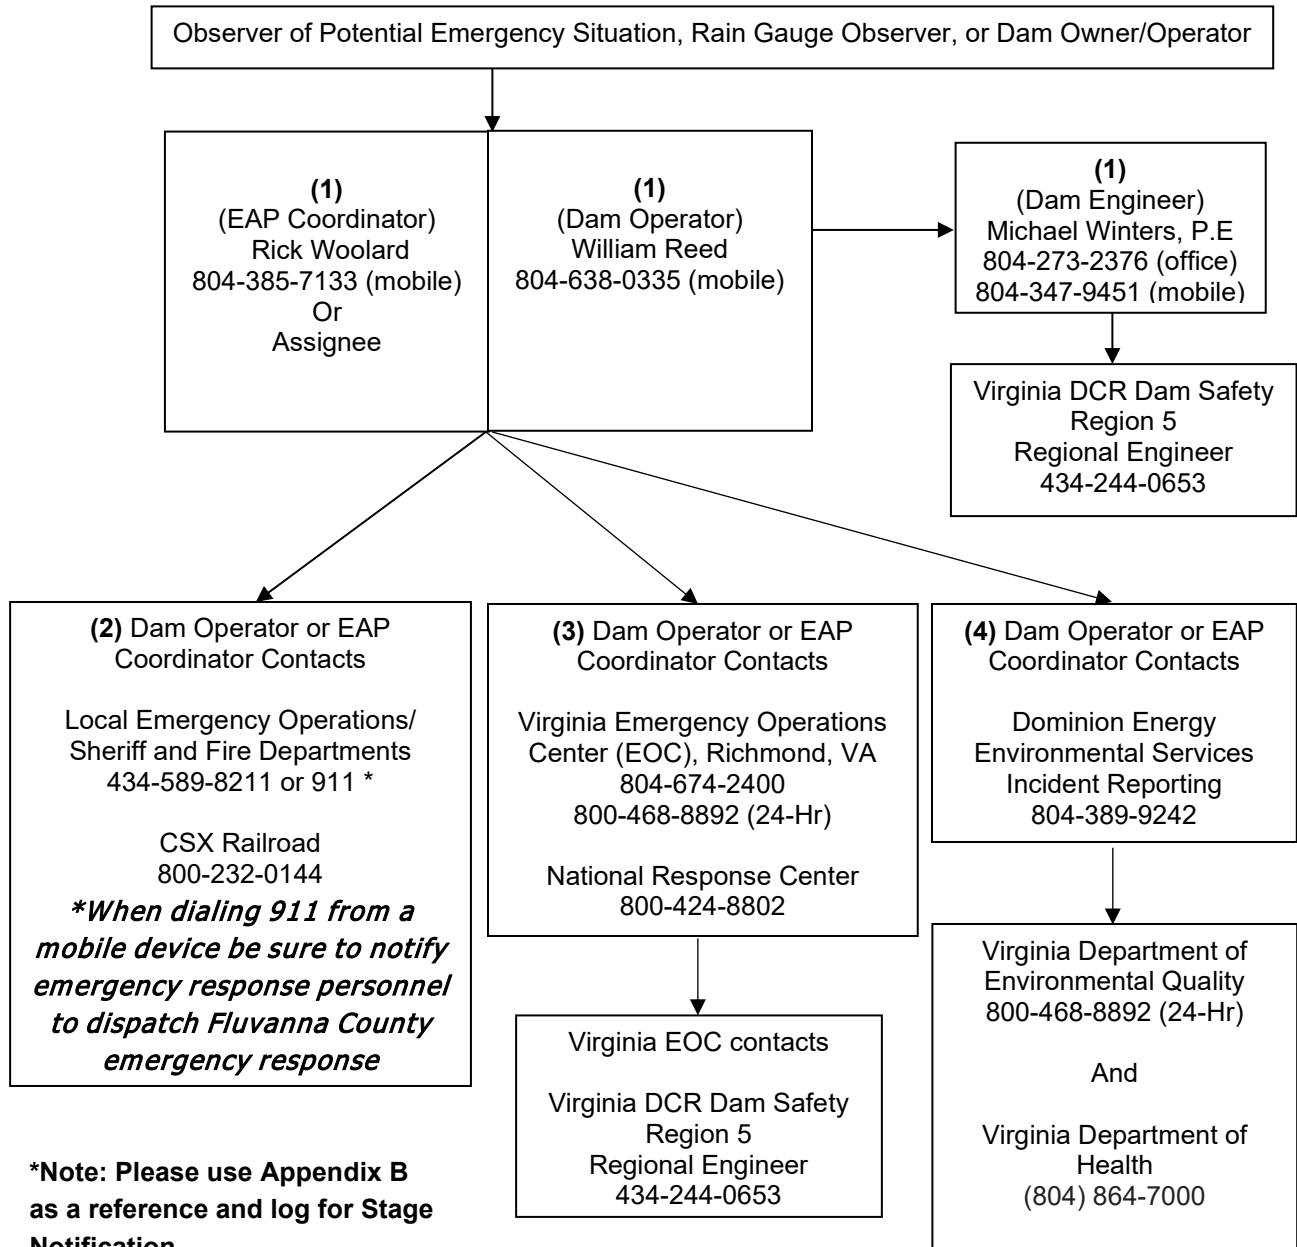 Observer of Potential Emergency Situation, Rain Gauge Observer, or Dam Owner/Operator
(1)
(EAP Coordinator)
Rick Woolard
804-385-7133 (mobile)
Or
Assignee
(1)
(Dam Operator)
William Reed
804-638-0335 (mobile)
(1)
(Dam Engineer)
Michael Winters, P.E
804-273-2376 (office)
804-347-9451 (mobile)
Virginia DCR Dam Safety
Region 5
Regional Engineer
434-244-0653
(2) Dam Operator or EAP
Coordinator Contacts
Local Emergency Operations/
Sheriff and Fire Departments
434-589-8211 or 911 *
CSX Railroad
800-232-0144
*When dialing 911 from a
mobile device be sure to notify
emergency response personnel
to dispatch Fluvanna County
emergency response
(3) Dam Operator or EAP
Coordinator Contacts
Virginia Emergency Operations
Center (EOC), Richmond, VA
804-674-2400
800-468-8892 (24-Hr)
National Response Center
800-424-8802
Virginia EOC contacts
Virginia DCR Dam Safety
Region 5
Regional Engineer
434-244-0653
(4) Dam Operator or EAP
Coordinator Contacts
Dominion Energy
Environmental Services
Incident Reporting
804-389-9242
Virginia Department of
Environmental Quality
800-468-8892 (24-Hr)
And
Virginia Department of
Health
(804) 864-7000
*Note: Please use Appendix B
as a reference and log for Stage
Notification